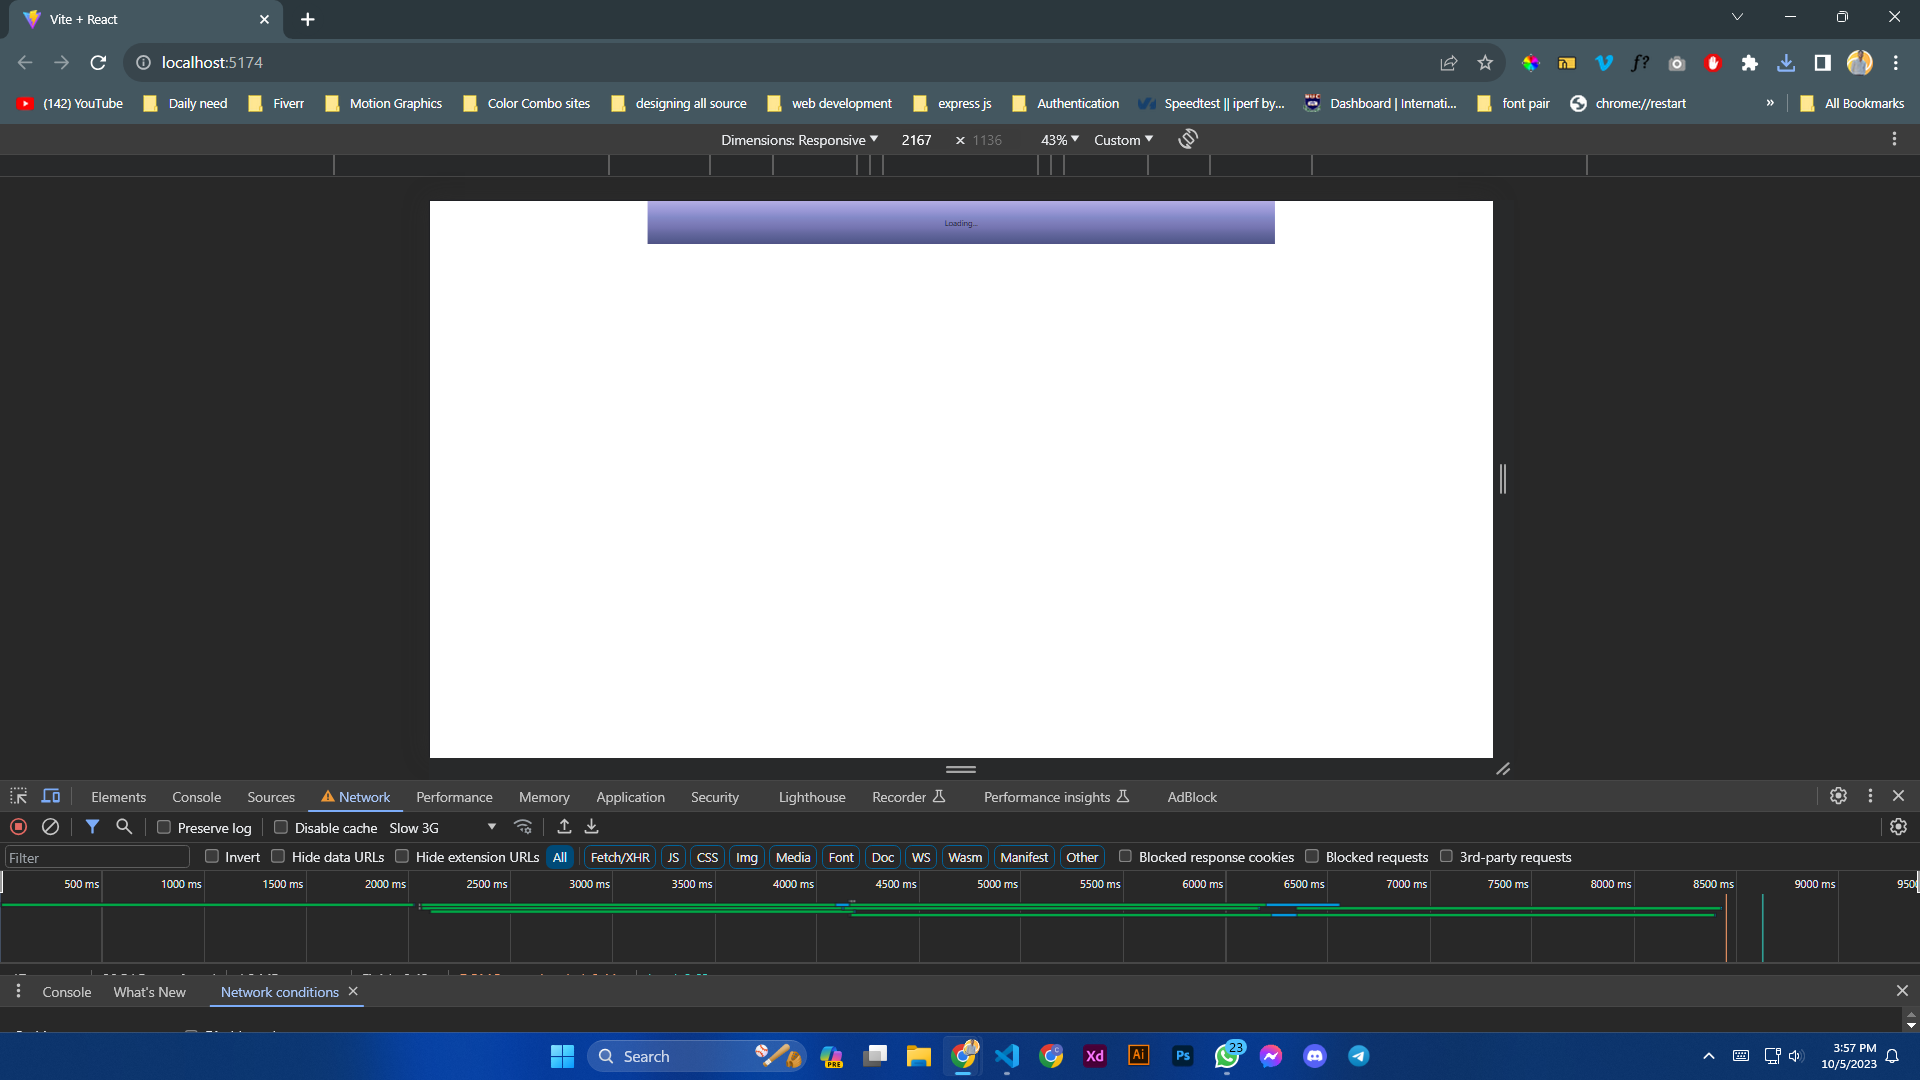 Vite + React
localhost:5174
(142) YouTube Daily need Fiverr Motion Graphics Color Combo sites designing all source web development express js Authentication Speedtest || iperf by... Dashboard | Internati... font pair chrome://restart » All Bookmarks
Dimensions: Responsive 2167 × 1136 43% Custom
Loading...
Elements Console Sources Network Performance Memory Application Security Lighthouse Recorder Performance insights AdBlock
Preserve log Disable cache Slow 3G
Filter Invert Hide data URLs Hide extension URLs All Fetch/XHR JS CSS Img Media Font Doc WS Wasm Manifest Other Blocked response cookies Blocked requests 3rd-party requests
500 ms 1000 ms 1500 ms 2000 ms 2500 ms 3000 ms 3500 ms 4000 ms 4500 ms 5000 ms 5500 ms 6000 ms 6500 ms 7000 ms 7500 ms 8000 ms 8500 ms 9000 ms 950
Console What's New Network conditions
Search PRE Xd Ai Ps 23 3:57 PM
10/5/2023